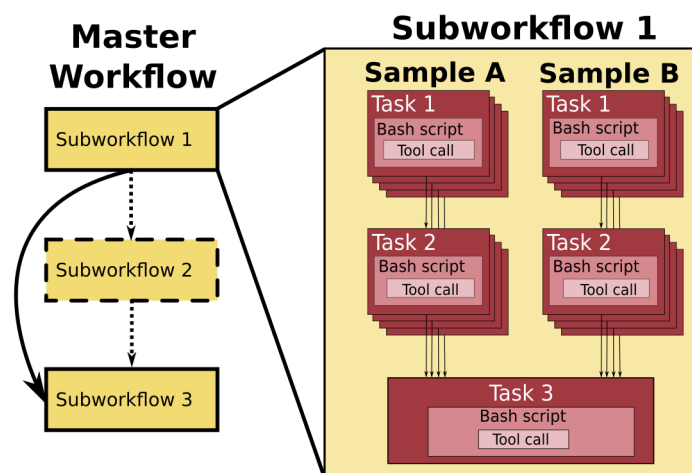 Master
Workflow
Subworkflow 1
Subworkflow 2
Subworkflow 3
Subworkflow 1
Sample A
Sample B
Task 1
Bash script
Tool call
Task 1
Bash script
Tool call
Task 2
Bash script
Tool call
Task 2
Bash script
Tool call
Task 3
Bash script
Tool call